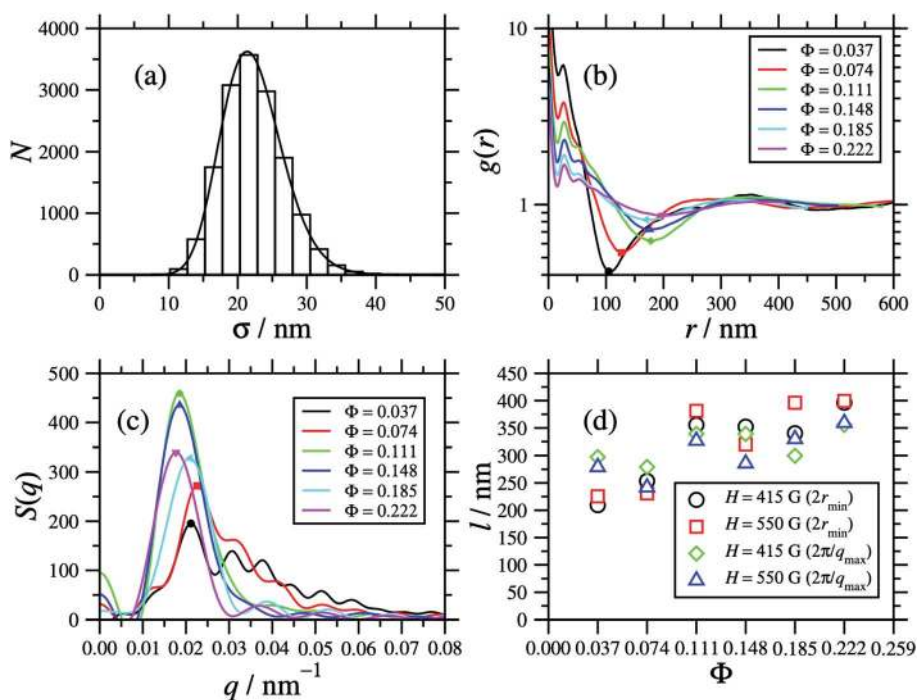 4000
3000
2000
1000
0
N
(a)
0 10 20 30 40 50
σ / nm
10
1
g(r)
(b)
Φ = 0.037
Φ = 0.074
Φ = 0.111
Φ = 0.148
Φ = 0.185
Φ = 0.222
0 100 200 300 400 500 600
r / nm
500
400
300
200
100
0
S(q)
(c)
Φ = 0.037
Φ = 0.074
Φ = 0.111
Φ = 0.148
Φ = 0.185
Φ = 0.222
0.00 0.01 0.02 0.03 0.04 0.05 0.06 0.07 0.08
q / nm⁻¹
450
400
350
300
250
200
150
100
50
0
l / nm
(d)
H = 415 G (2r_min)
H = 550 G (2r_min)
H = 415 G (2π/q_max)
H = 550 G (2π/q_max)
0.000 0.037 0.074 0.111 0.148 0.185 0.222 0.259
Φ